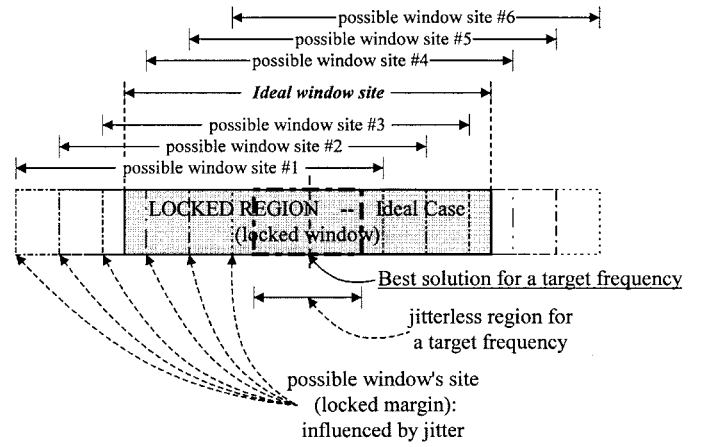 possible window site #6
possible window site #5
possible window site #4
Ideal window site
possible window site #3
possible window site #2
possible window site #1
LOCKED REGION -- Ideal Case
(locked window)
Best solution for a target frequency
jitterless region for
a target frequency
possible window's site
(locked margin):
influenced by jitter